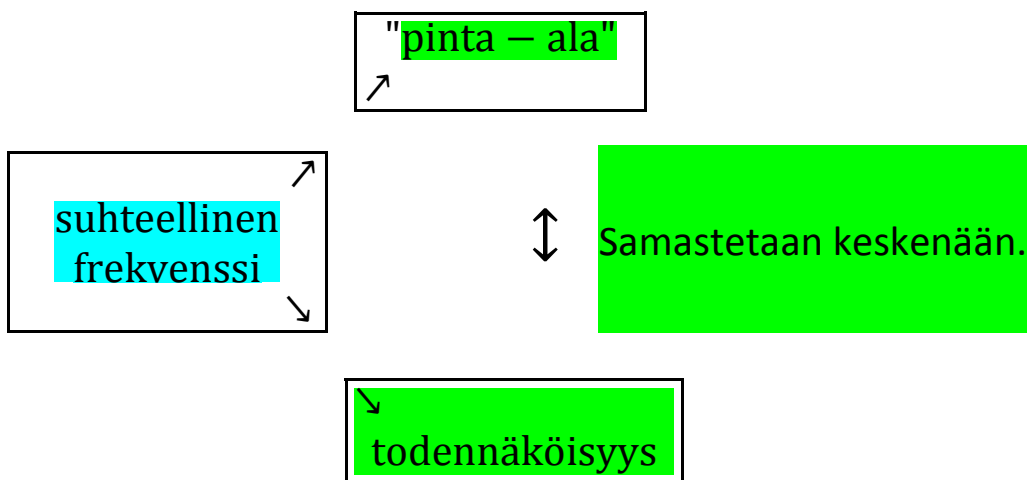 "pinta − ala"
↗
↗
suhteellinen
frekvenssi
↘
↕ Samastetaan keskenään.
↘
todennäköisyys